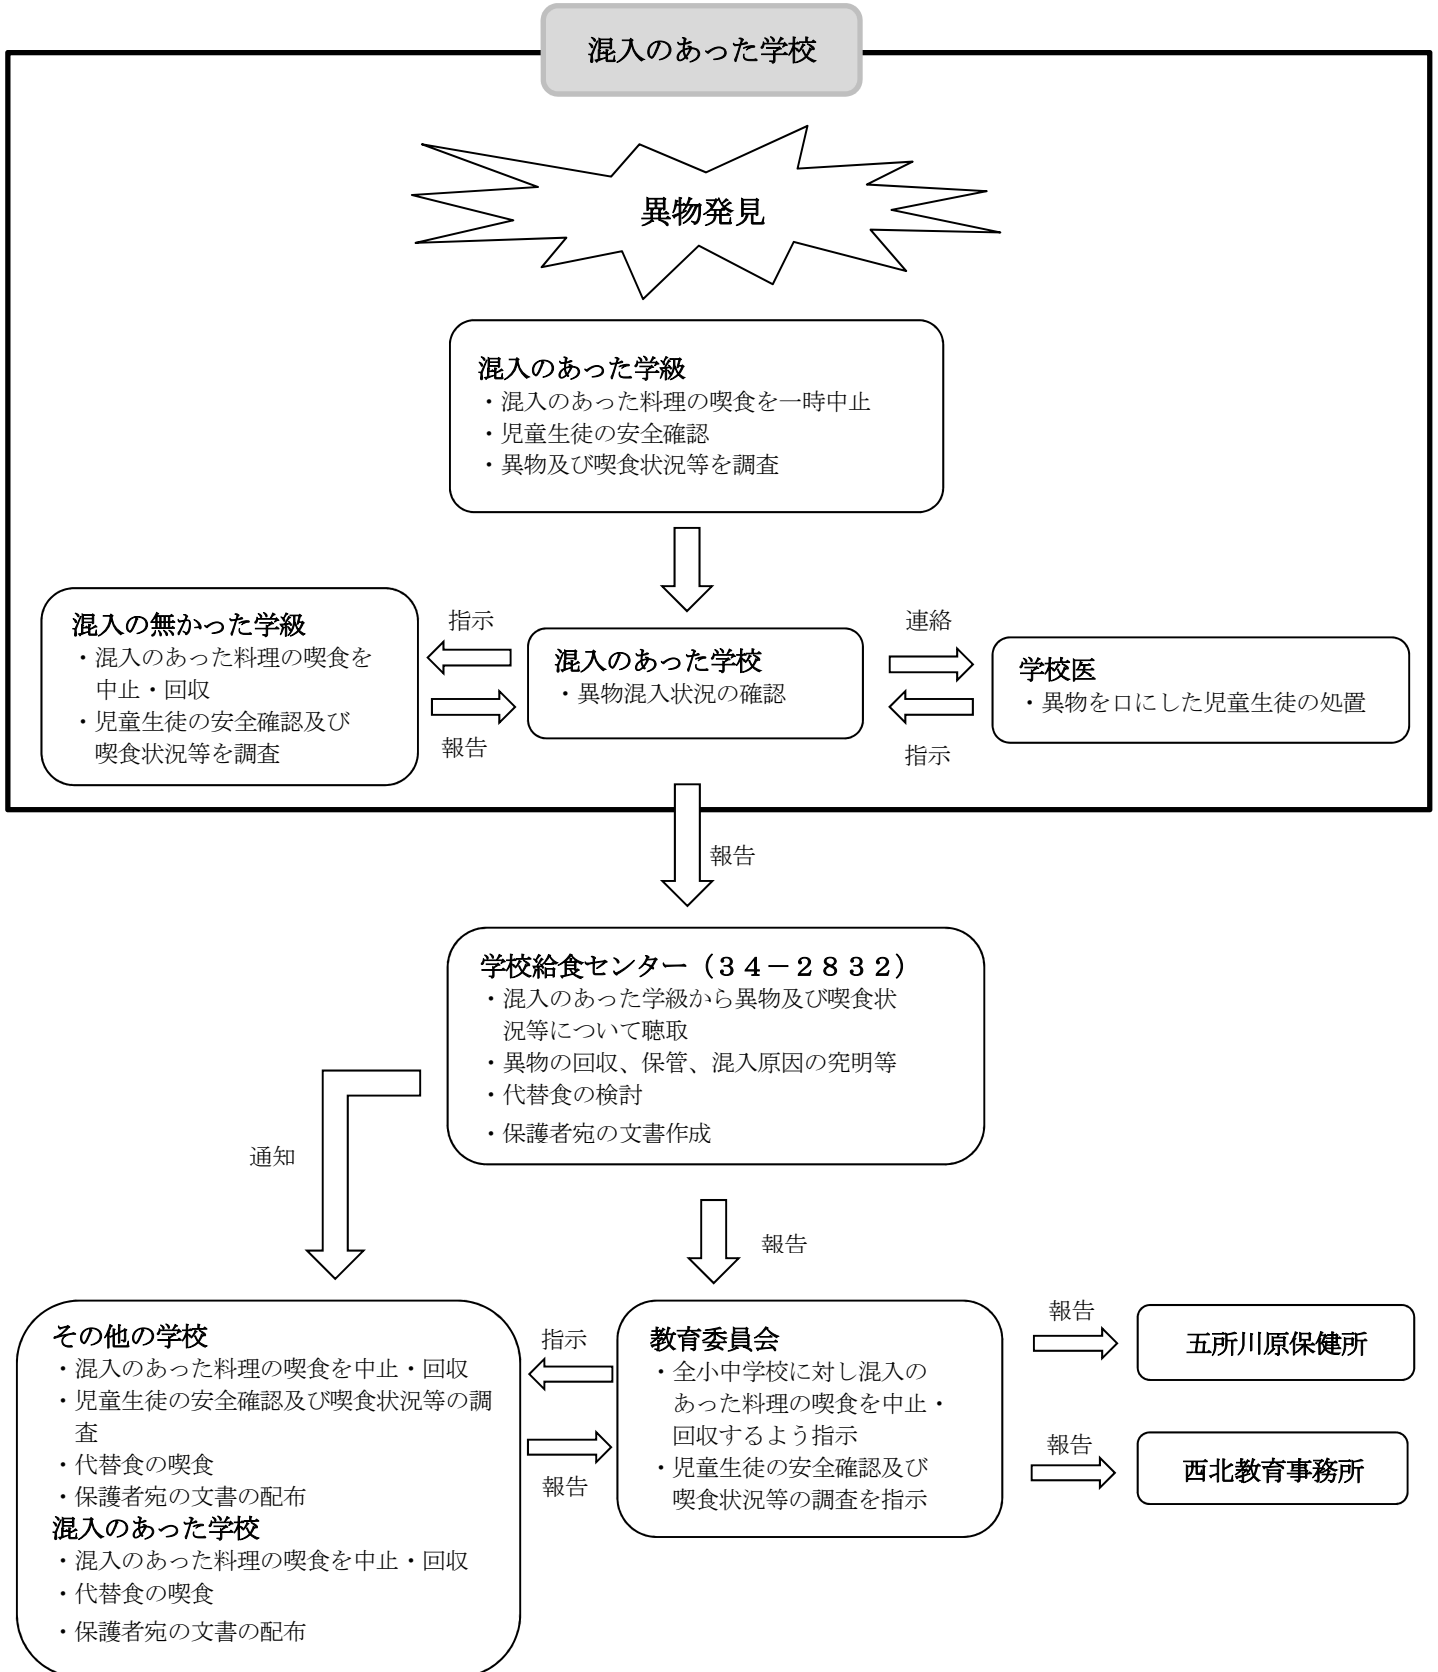 混入のあった学校
異物発見
混入のあった学級
・混入のあった料理の喫食を一時中止
・児童生徒の安全確認
・異物及び喫食状況等を調査
混入の無かった学級
・混入のあった料理の喫食を
中止・回収
・児童生徒の安全確認及び
喫食状況等を調査
指示
報告
混入のあった学校
・異物混入状況の確認
連絡
指示
学校医
・異物を口にした児童生徒の処置
報告
学校給食センター（３４－２８３２）
・混入のあった学級から異物及び喫食状
況等について聴取
・異物の回収、保管、混入原因の究明等
・代替食の検討
・保護者宛の文書作成
通知
報告
その他の学校
・混入のあった料理の喫食を中止・回収
・児童生徒の安全確認及び喫食状況等の調
査
・代替食の喫食
・保護者宛の文書の配布
混入のあった学校
・混入のあった料理の喫食を中止・回収
・代替食の喫食
・保護者宛の文書の配布
指示
報告
教育委員会
・全小中学校に対し混入の
あった料理の喫食を中止・
回収するよう指示
・児童生徒の安全確認及び
喫食状況等の調査を指示
報告
五所川原保健所
報告
西北教育事務所